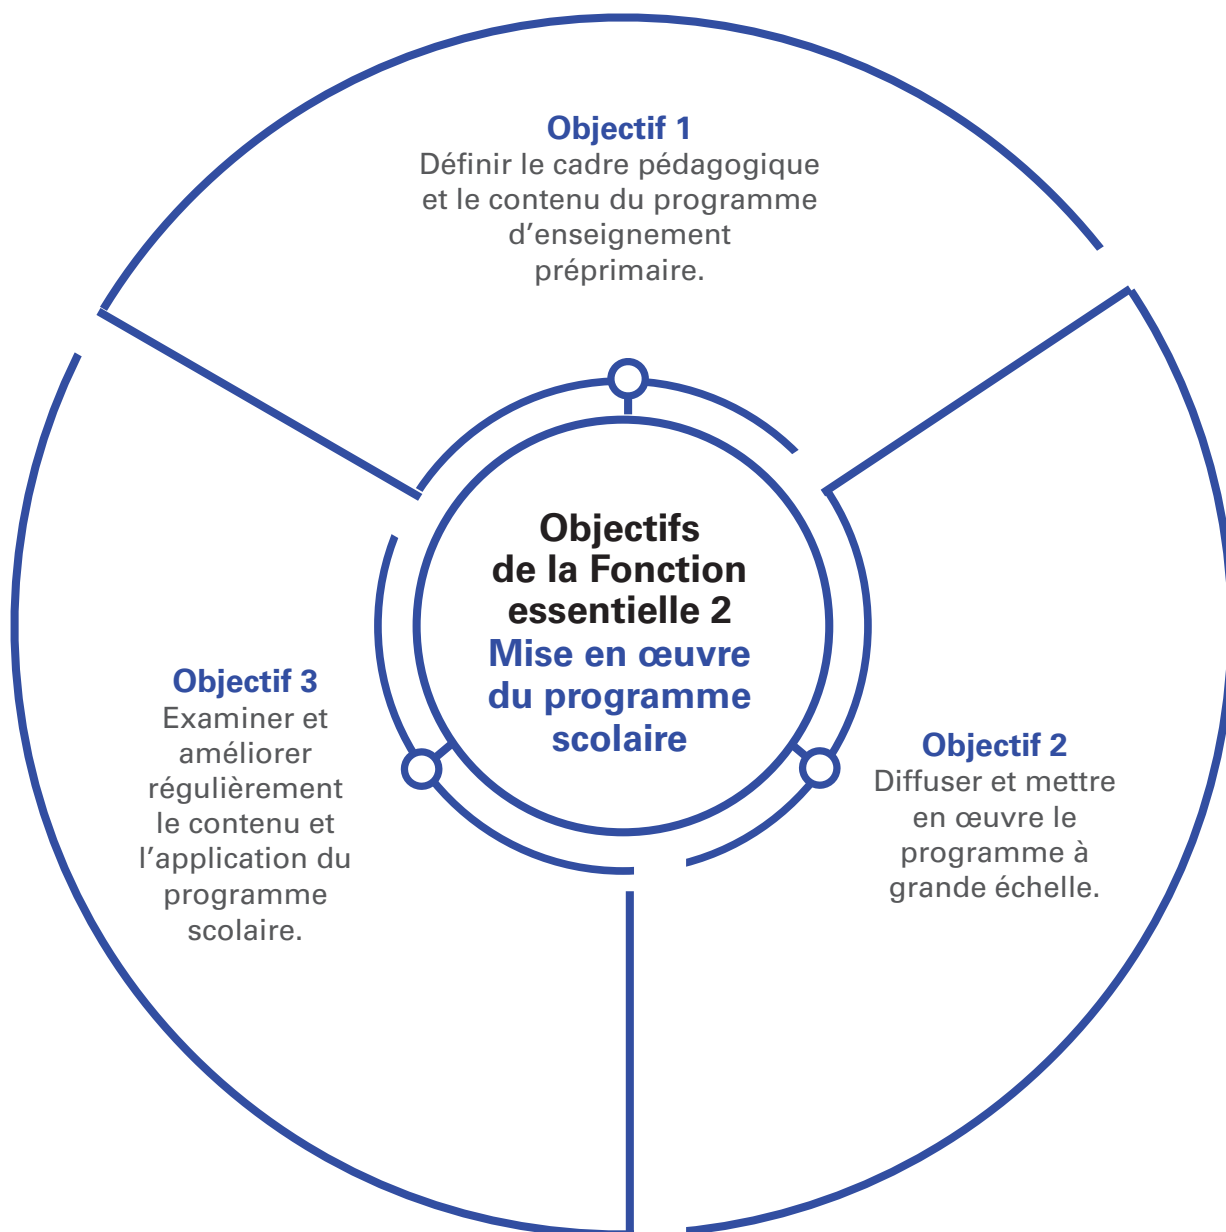 Objectif 1
Définir le cadre pédagogique
et le contenu du programme
d’enseignement
préprimaire.
Objectifs
de la Fonction
essentielle 2
Mise en œuvre
du programme
scolaire
Objectif 2
Diffuser et mettre
en œuvre le
programme à
grande échelle.
Objectif 3
Examiner et
améliorer
régulièrement
le contenu et
l’application du
programme
scolaire.